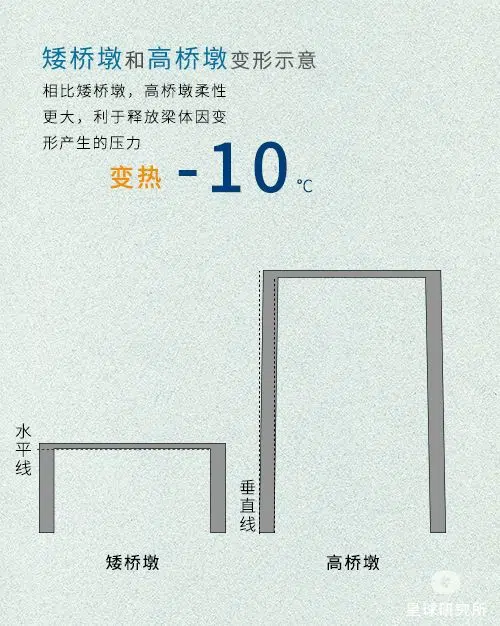 矮桥墩和高桥墩变形示意
相比矮桥墩，高桥墩柔性
更大，利于释放梁体因变
形产生的压力
变热 -10 ℃
水平线
垂直线
矮桥墩
高桥墩
星球研究所